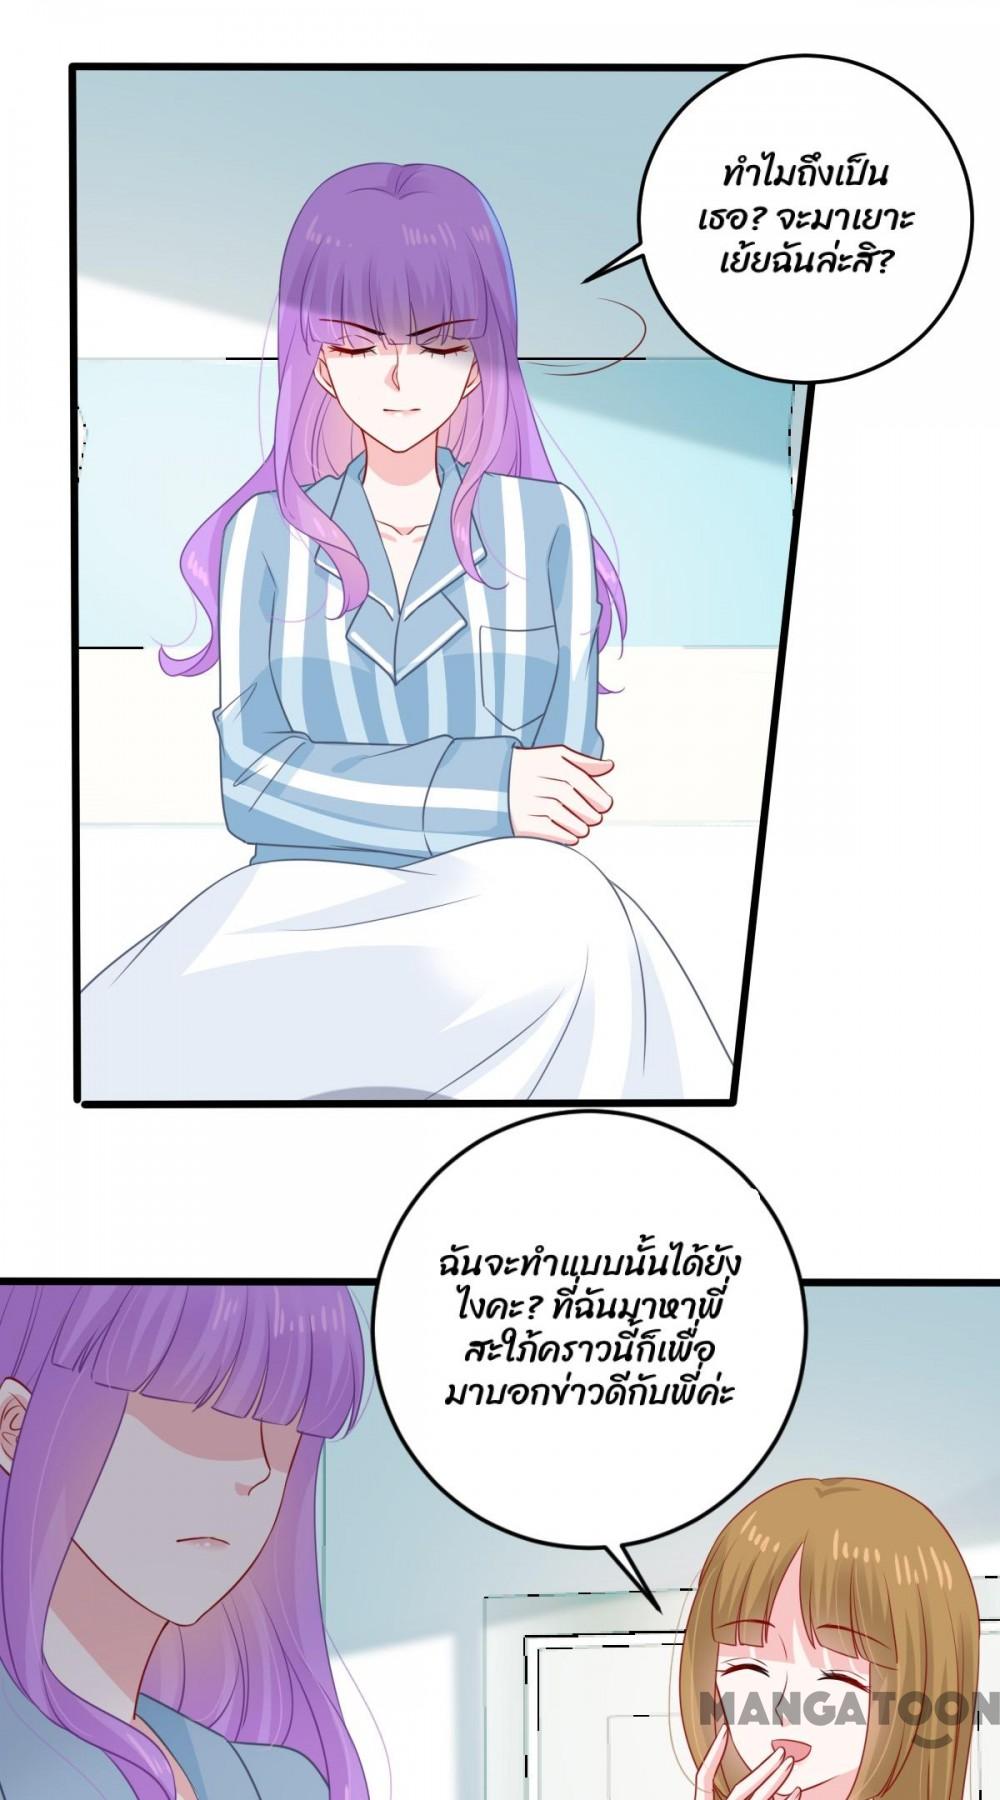 ทำไมถึงเป็น
เธอ? จะมาเยาะ
เย้ยฉันล่ะสิ?
ฉันจะทำแบบนั้นได้ยัง
ไงคะ? ที่ฉันมาหาพี่
สะใภ้คราวนี้ก็เพื่อ
มาบอกข่าวดีกับพี่ค่ะ
MANGATOON